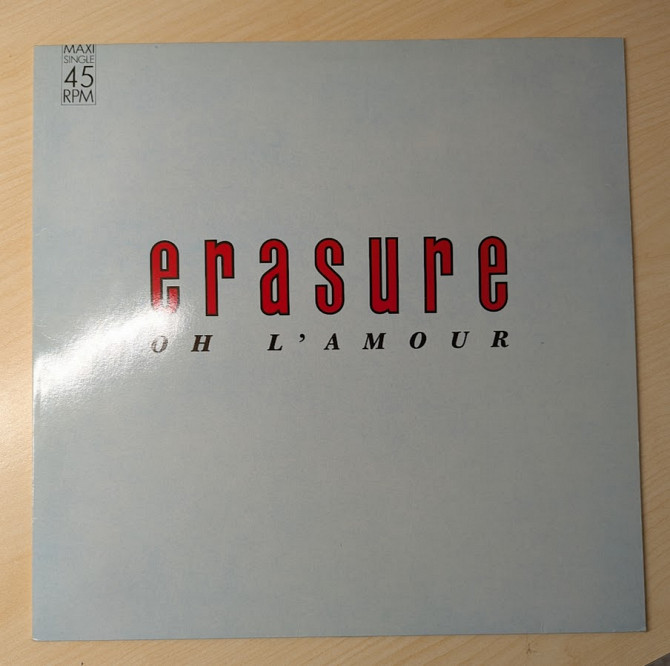 MAXI
SINGLE
45
RPM
erasure
OH L'AMOUR